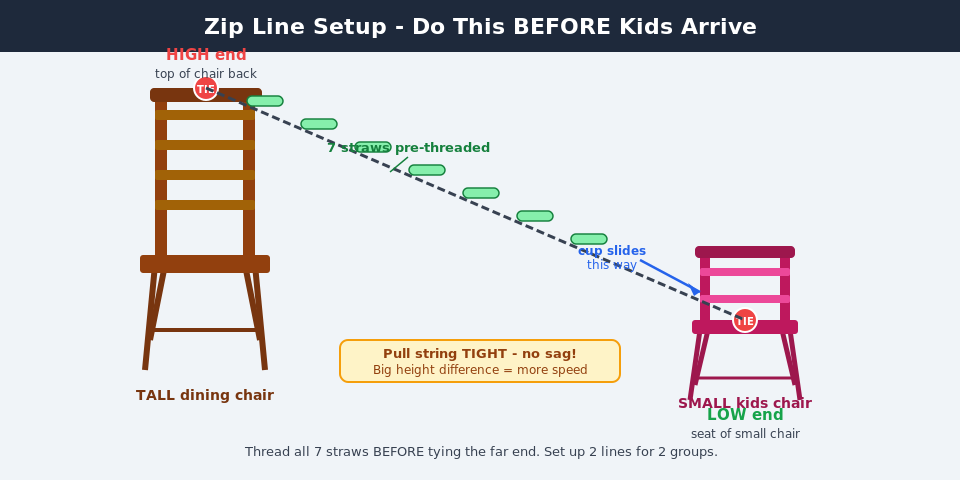 Zip Line Setup - Do This BEFORE Kids Arrive
HIGH end
top of chair back
TIE
7 straws pre-threaded
cup slides
this way
TIE
Pull string TIGHT - no sag!
Big height difference = more speed
TALL dining chair
SMALL kids chair
LOW end
seat of small chair
Thread all 7 straws BEFORE tying the far end. Set up 2 lines for 2 groups.